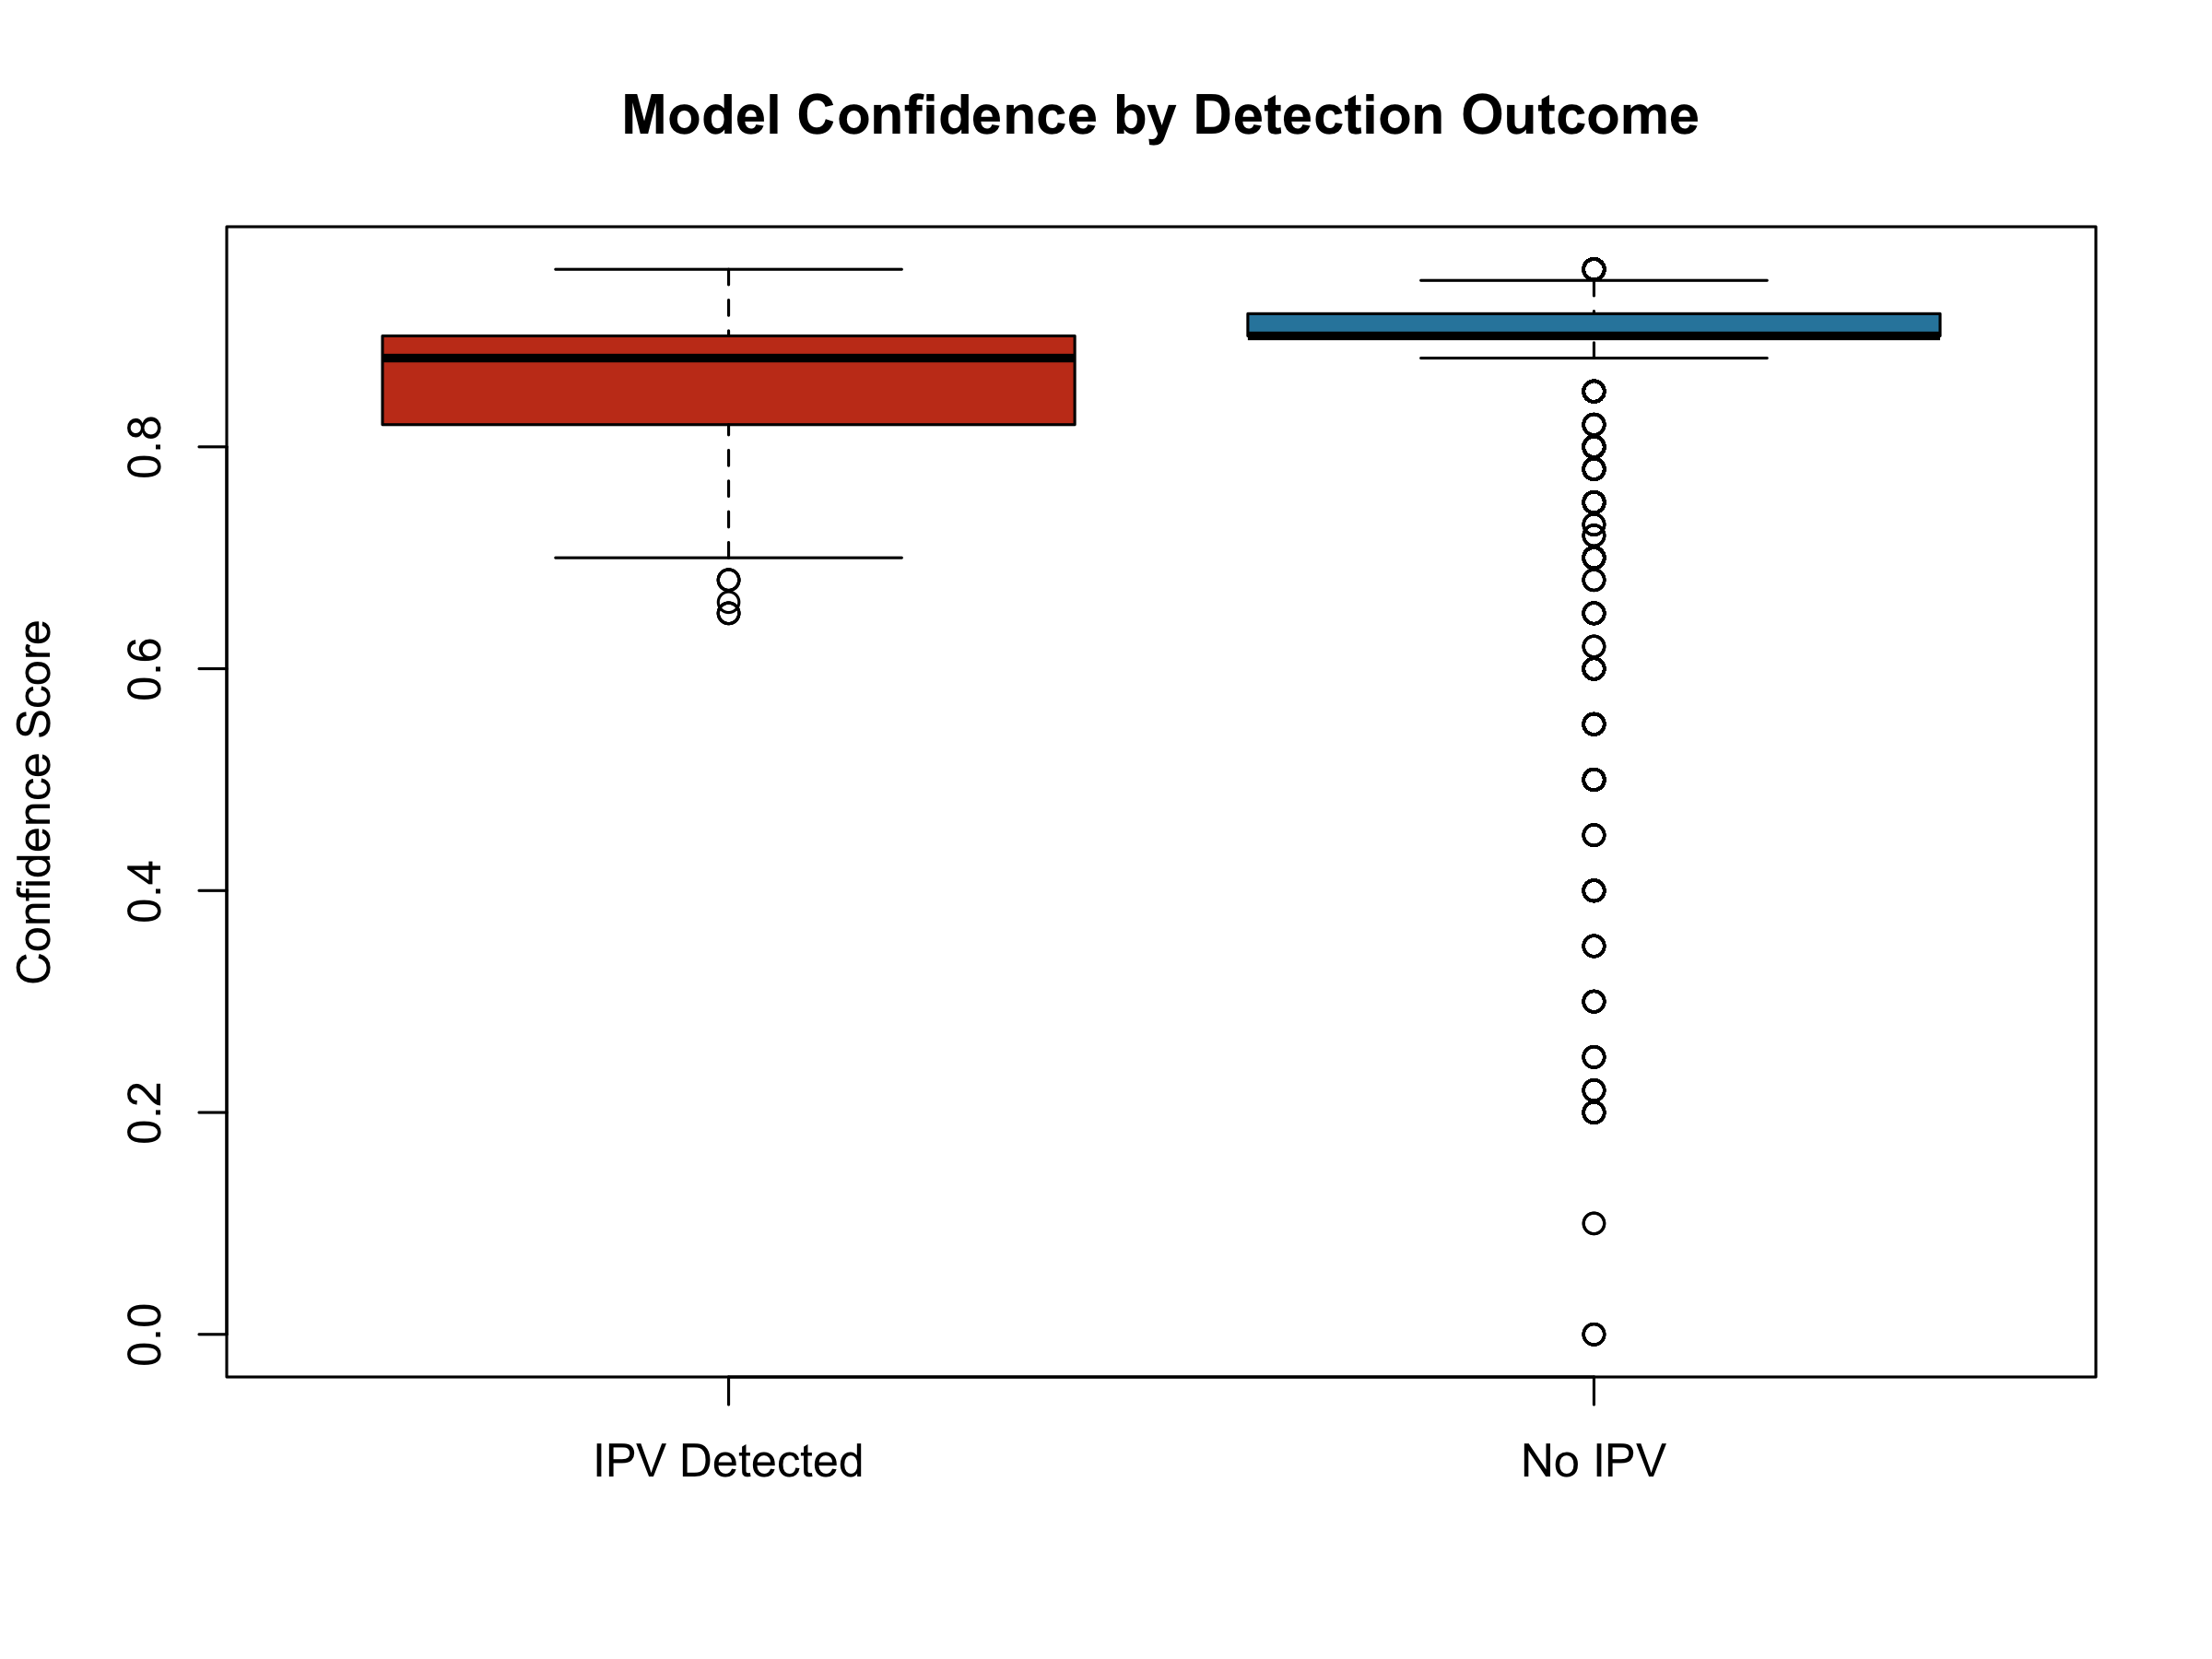 Model Confidence by Detection Outcome
Confidence Score
0.8
0.6
0.4
0.2
0.0
IPV Detected
No IPV